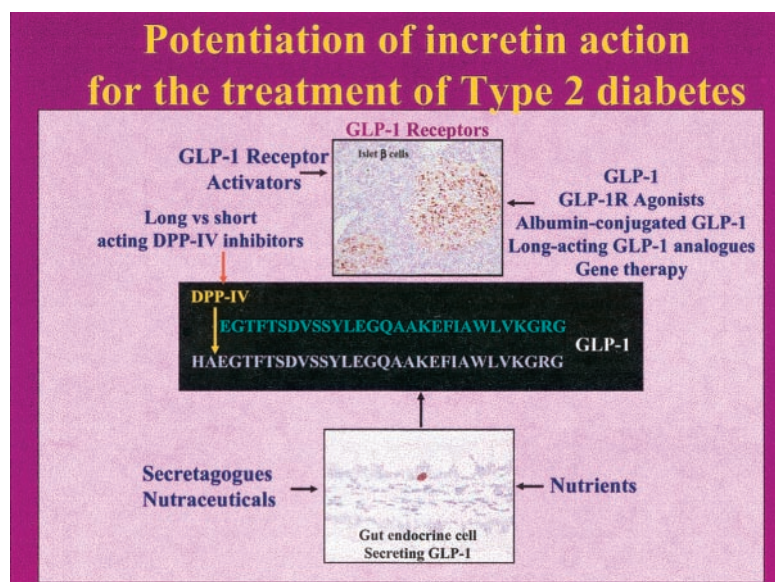 Potentiation of incretin action
for the treatment of Type 2 diabetes
GLP-1 Receptors
Islet β cells
GLP-1 Receptor
Activators
GLP-1
GLP-1R Agonists
Albumin-conjugated GLP-1
Long-acting GLP-1 analogues
Gene therapy
Long vs short
acting DPP-IV inhibitors
DPP-IV
EGTFTSDVSSYLEGQAAKEFIAWLVKGRG
GLP-1
HAEGTFTSDVSSYLEGQAAKEFIAWLVKGRG
Secretagogues
Nutraceuticals
Nutrients
Gut endocrine cell
Secreting GLP-1